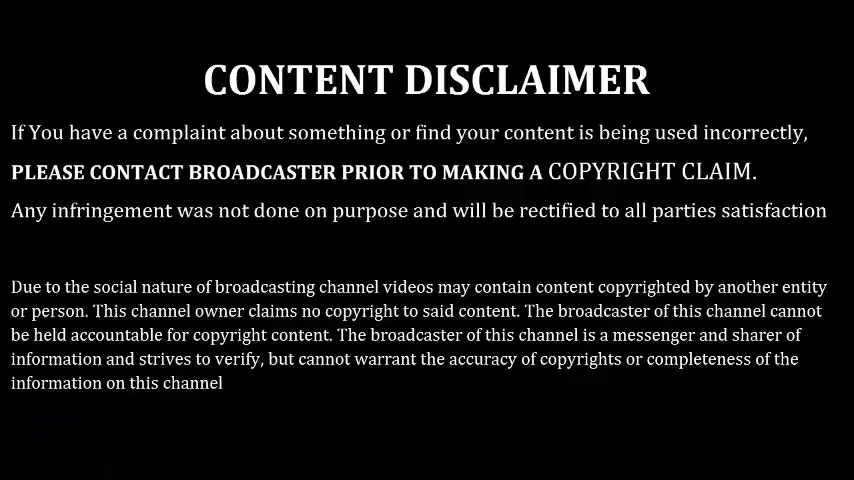 CONTENT DISCLAIMER
If You have a complaint about something or find your content is being used incorrectly,
PLEASE CONTACT BROADCASTER PRIOR TO MAKING A COPYRIGHT CLAIM.
Any infringement was not done on purpose and will be rectified to all parties satisfaction
Due to the social nature of broadcasting channel videos may contain content copyrighted by another entity
or person. This channel owner claims no copyright to said content. The broadcaster of this channel cannot
be held accountable for copyright content. The broadcaster of this channel is a messenger and sharer of
information and strives to verify, but cannot warrant the accuracy of copyrights or completeness of the
information on this channel